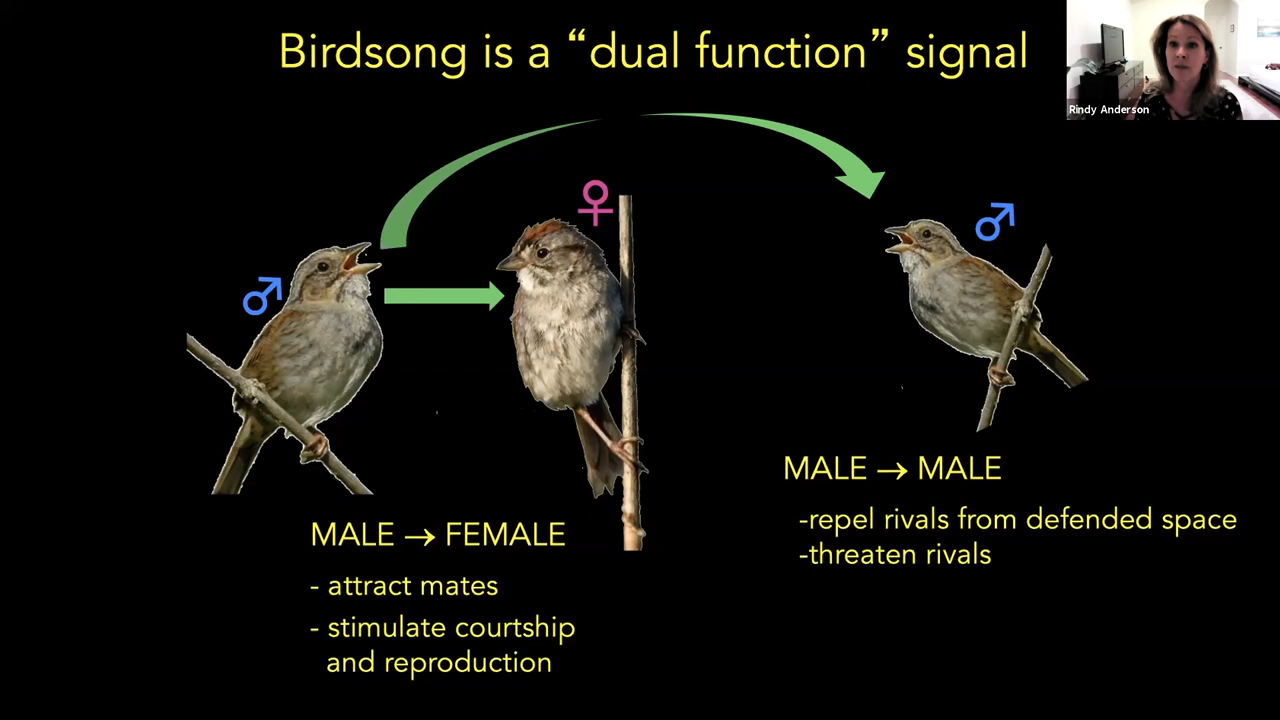 Birdsong is a “dual function” signal
Rindy Anderson
♀
♂
♂
MALE → MALE
-repel rivals from defended space
-threaten rivals
MALE → FEMALE
- attract mates
- stimulate courtship
and reproduction